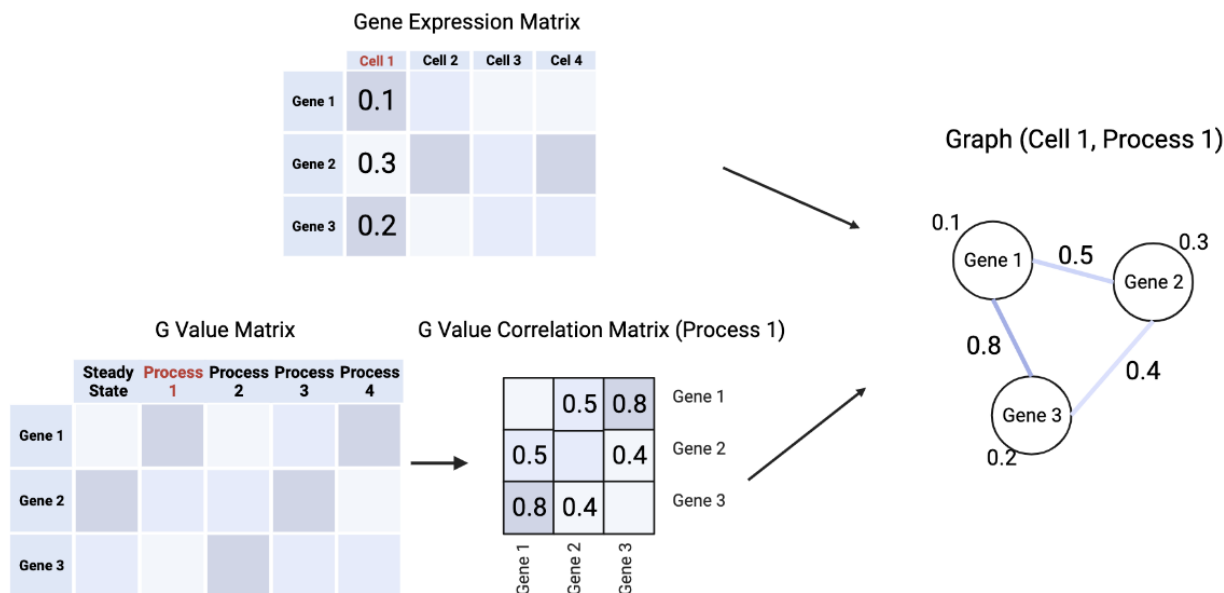 Gene Expression Matrix
Cell 1 Cell 2 Cell 3 Cel 4
Gene 1 0.1
Gene 2 0.3
Gene 3 0.2
G Value Matrix
Steady State Process 1 Process 2 Process 3 Process 4
Gene 1
Gene 2
Gene 3
G Value Correlation Matrix (Process 1)
0.5 0.8 Gene 1
0.5 0.4 Gene 2
0.8 0.4 Gene 3
Gene 1 Gene 2 Gene 3
Graph (Cell 1, Process 1)
0.1
Gene 1
0.5
0.3
Gene 2
0.8
0.4
Gene 3
0.2